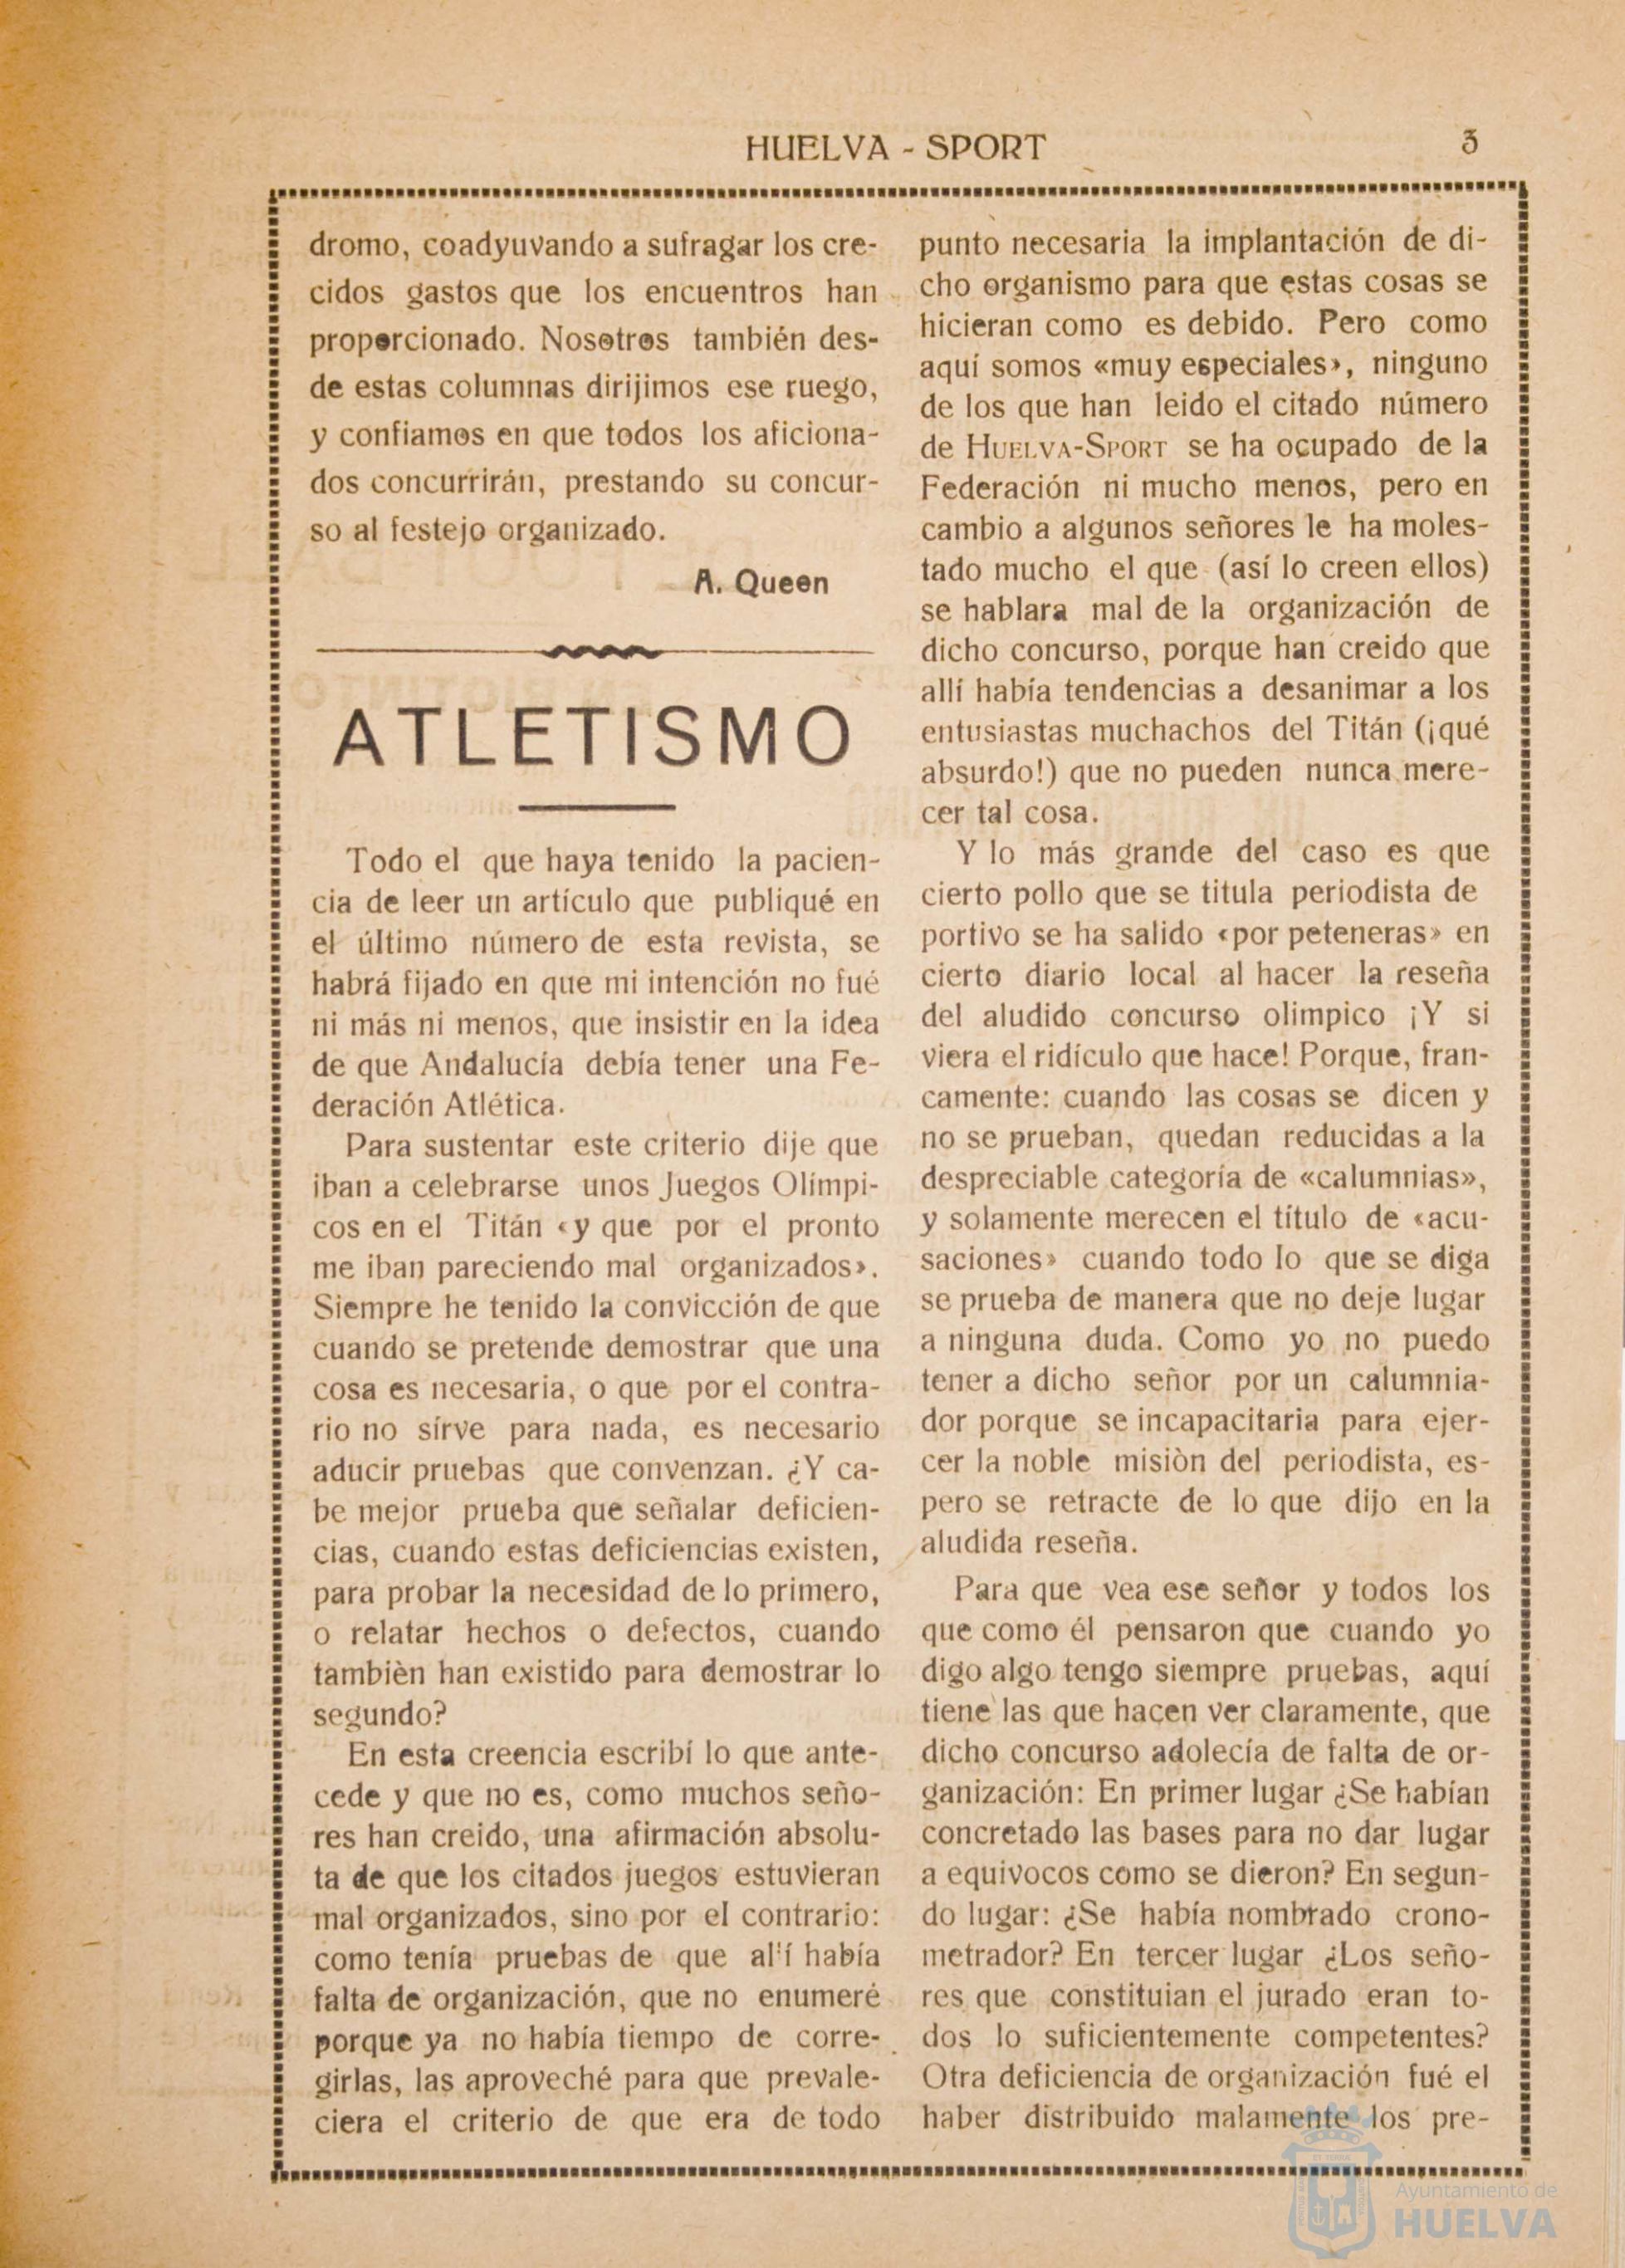 HUELVA - SPORT
3
dromo, coadyuvando a sufragar los cre-
cidos gastos que los encuentros han
proporcionado. Nosotros también des-
de estas columnas dirijimos ese ruego,
y confiamos en que todos los aficiona-
dos concurrirán, prestando su concur-
so al festejo organizado.
A. Queen
ATLETISMO
Todo el que haya tenido la pacien-
cia de leer un artículo que publiqué en
el último número de esta revista, se
habrá fijado en que mi intención no fué
ni más ni menos, que insistir en la idea
de que Andalucía debía tener una Fe-
deración Atlética.
Para sustentar este criterio dije que
iban a celebrarse unos Juegos Olímpi-
cos en el Titán «y que por el pronto
me iban pareciendo mal organizados».
Siempre he tenido la convicción de que
cuando se pretende demostrar que una
cosa es necesaria, o que por el contra-
rio no sírve para nada, es necesario
aducir pruebas que convenzan. ¿Y ca-
be mejor prueba que señalar deficien-
cias, cuando estas deficiencias existen,
para probar la necesidad de lo primero,
o relatar hechos o defectos, cuando
tambièn han existido para demostrar lo
segundo?
En esta creencia escribí lo que ante-
cede y que no es, como muchos seño-
res han creido, una afirmación absolu-
ta de que los citados juegos estuvieran
mal organizados, sino por el contrario:
como tenía pruebas de que allí había
falta de organización, que no enumeré
porque ya no había tiempo de corre-
girlas, las aproveché para que prevale-
ciera el criterio de que era de todo
punto necesaria la implantación de di-
cho organismo para que estas cosas se
hicieran como es debido. Pero como
aquí somos «muy especiales», ninguno
de los que han leido el citado número
de HUELVA-SPORT se ha ocupado de la
Federación ni mucho menos, pero en
cambio a algunos señores le ha moles-
tado mucho el que (así lo creen ellos)
se hablara mal de la organización de
dicho concurso, porque han creido que
allí había tendencias a desanimar a los
entusiastas muchachos del Titán (¡qué
absurdo!) que no pueden nunca mere-
cer tal cosa.
Y lo más grande del caso es que
cierto pollo que se titula periodista de
portivo se ha salido «por peteneras» en
cierto diario local al hacer la reseña
del aludido concurso olimpico ¡Y si
viera el ridículo que hace! Porque, fran-
camente: cuando las cosas se dicen y
no se prueban, quedan reducidas a la
despreciable categoría de «calumnias»,
y solamente merecen el título de «acu-
saciones» cuando todo lo que se diga
se prueba de manera que no deje lugar
a ninguna duda. Como yo no puedo
tener a dicho señor por un calumnia-
dor porque se incapacitaria para ejer-
cer la noble misiòn del periodista, es-
pero se retracte de lo que dijo en la
aludida reseña.
Para que vea ese señor y todos los
que como él pensaron que cuando yo
digo algo tengo siempre pruebas, aquí
tiene las que hacen ver claramente, que
dicho concurso adolecía de falta de or-
ganización: En primer lugar ¿Se habían
concretado las bases para no dar lugar
a equivocos como se dieron? En segun-
do lugar: ¿Se había nombrado crono-
metrador? En tercer lugar ¿Los seño-
res que constituian el jurado eran to-
dos lo suficientemente competentes?
Otra deficiencia de organización fué el
haber distribuido malamente los pre-
Ayuntamiento de
HUELVA